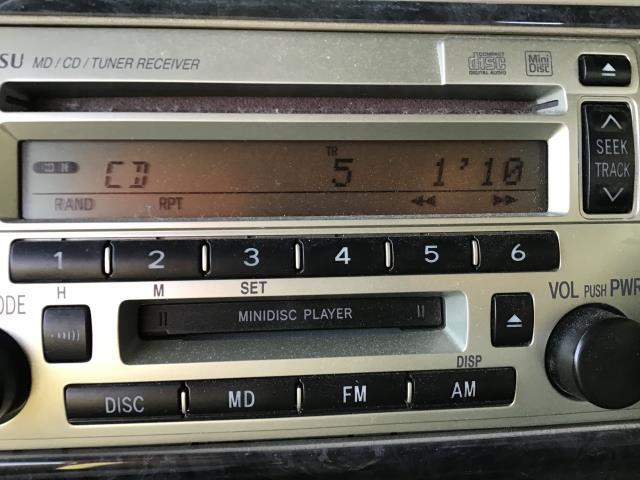 SU MD / CD / TUNER RECEIVER
COMPACT
disc
DIGITAL AUDIO
Mini
DISC
SEEK
TRACK
TR
CD 5 1'10
RAND RPT
1 2 3 4 5 6
H M SET
ODE
MINIDISC PLAYER
VOL PUSH PWR
DISP
DISC MD FM AM